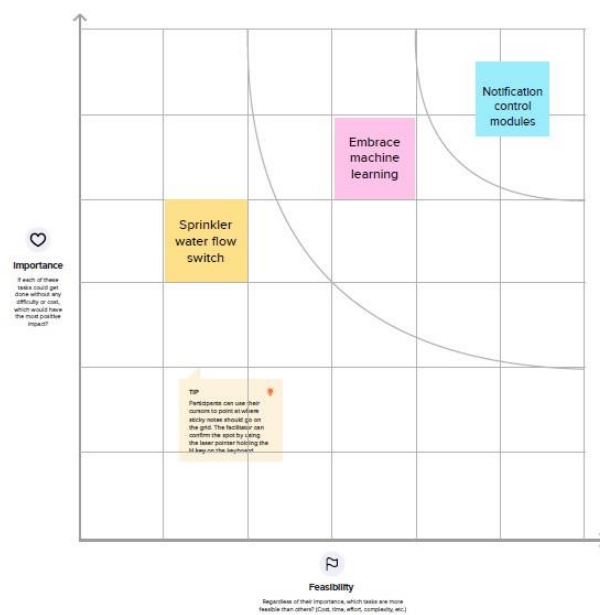 Notification
control
modules
Embrace
machine
learning
Sprinkler
water flow
switch
Importance
If each of these
tasks could get
done without any
difficulty or cost,
which would have
the most positive
impact?
TIP
Participants can use their
cursors to point at where
sticky notes should go on
the grid. The facilitator can
confirm the spot by using
the laser pointer holding the
H key on the keyboard.
Feasibility
Regardless of their importance, which tasks are more
feasible than others? (Cost, time, effort, complexity, etc.)